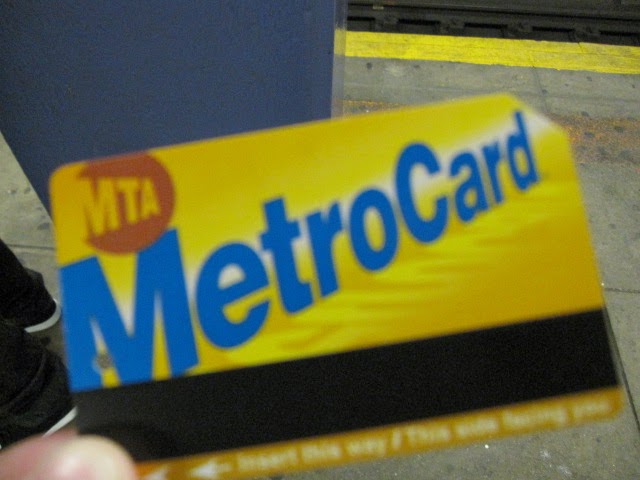 MTA
MetroCard
Insert this way / This side facing you